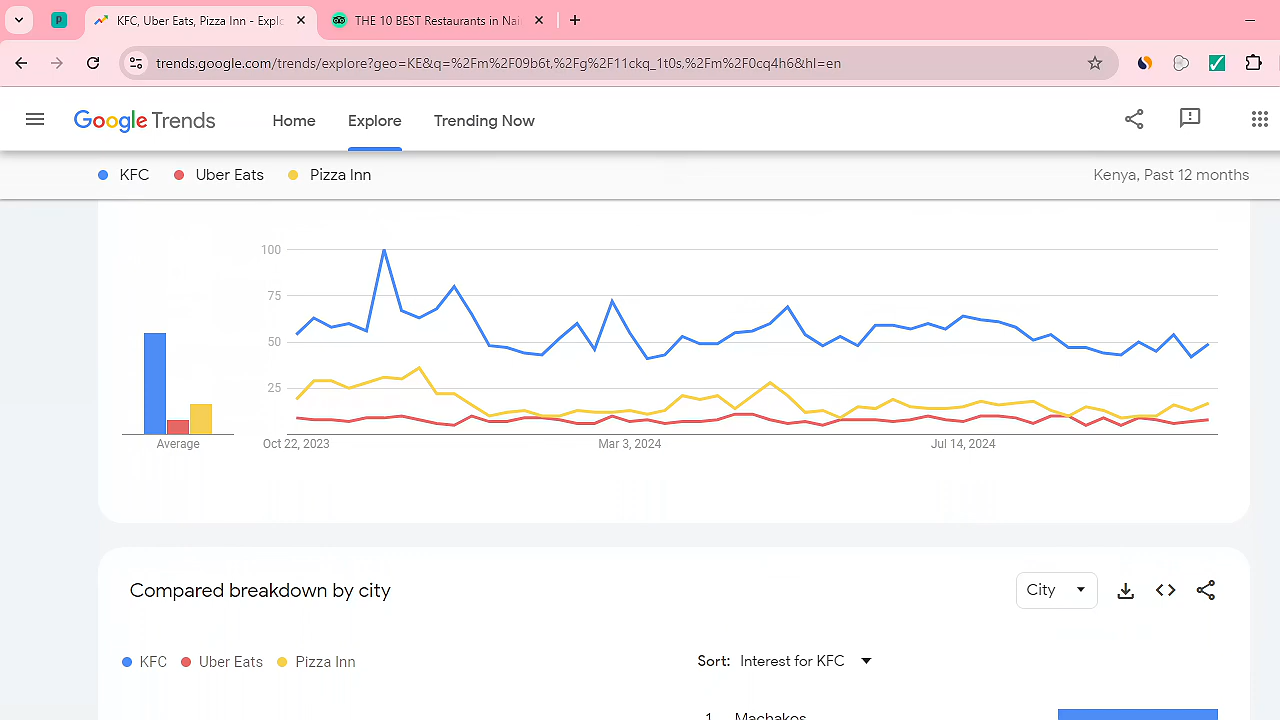 KFC, Uber Eats, Pizza Inn - Explo
THE 10 BEST Restaurants in Nai
trends.google.com/trends/explore?geo=KE&q=%2Fm%2F09b6t,%2Fg%2F11ckq_1t0s,%2Fm%2F0cq4h6&hl=en
Google Trends Home Explore Trending Now
KFC Uber Eats Pizza Inn Kenya, Past 12 months
100
75
50
25
Average Oct 22, 2023 Mar 3, 2024 Jul 14, 2024
Compared breakdown by city City
KFC Uber Eats Pizza Inn Sort: Interest for KFC
1 Machakos